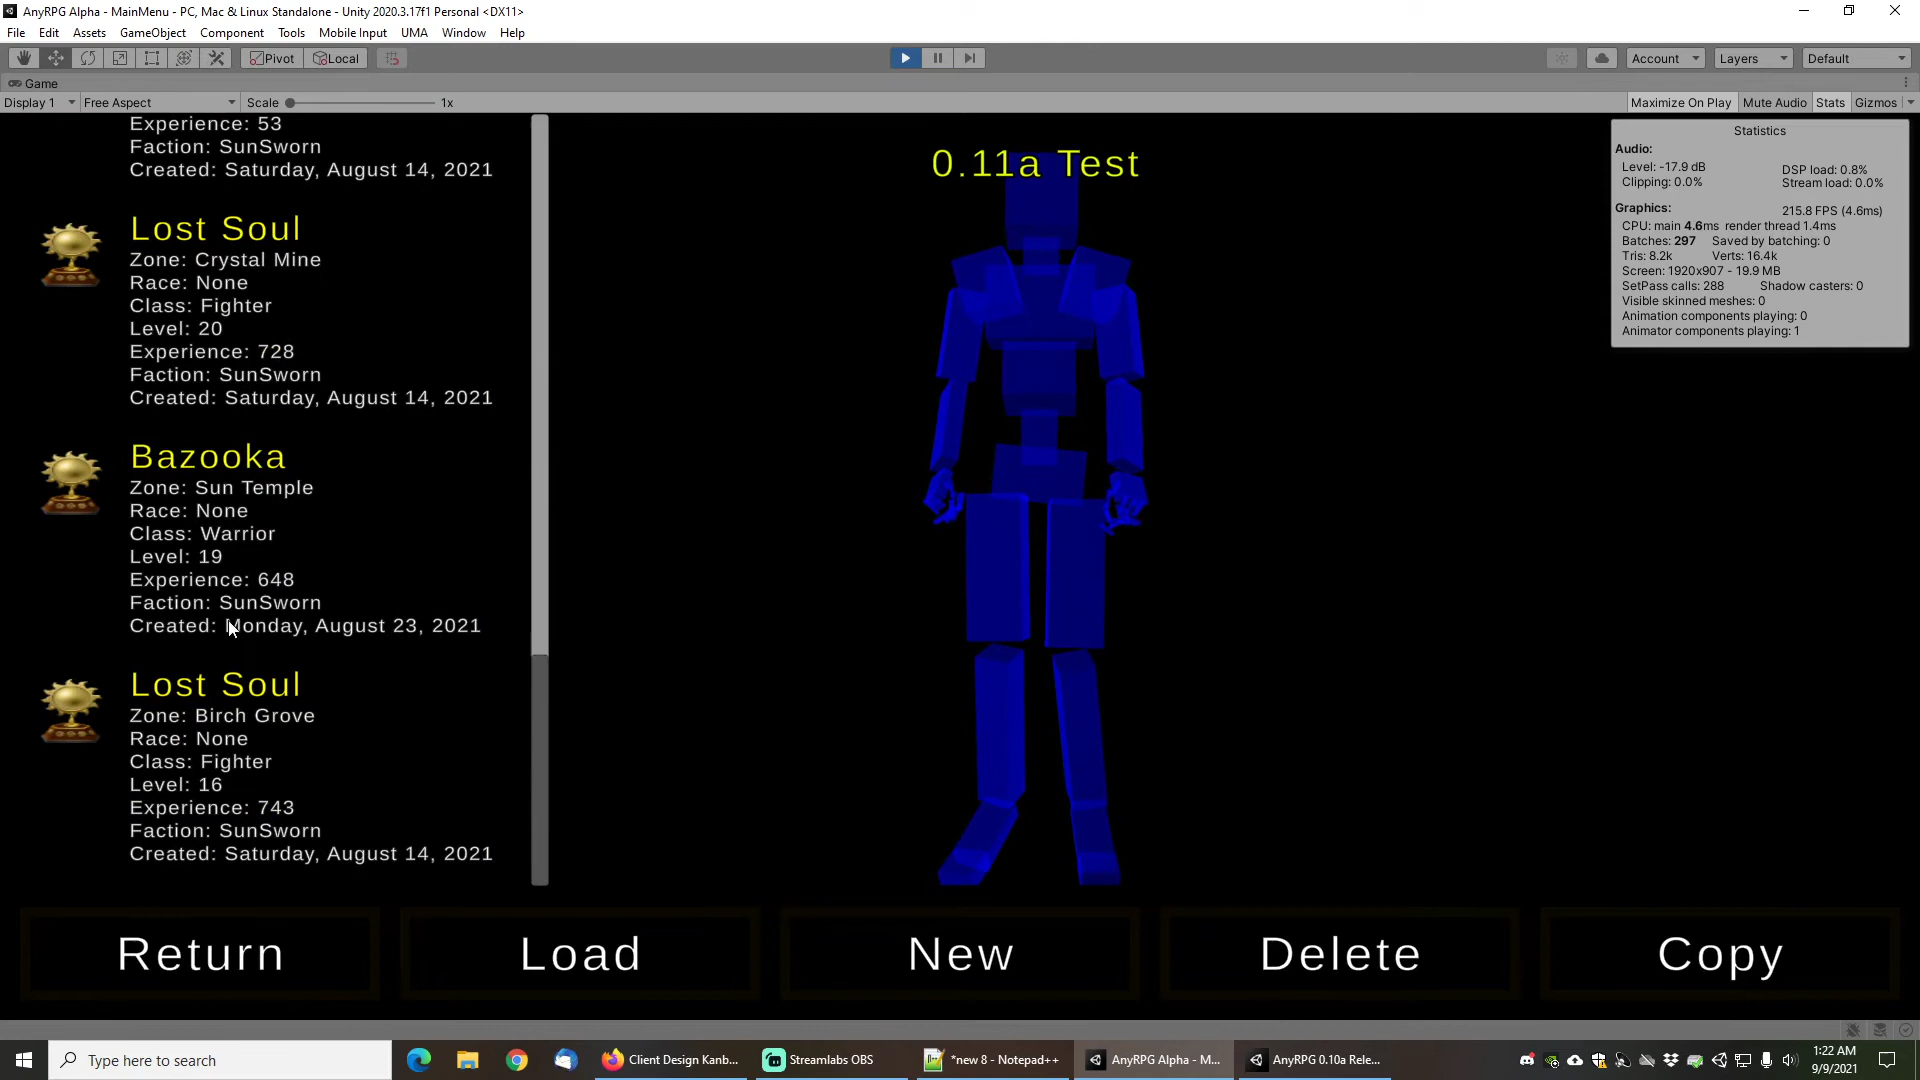 AnyRPG Alpha - MainMenu - PC, Mac & Linux Standalone - Unity 2020.3.17f1 Personal <DX11>
File Edit Assets GameObject Component Tools Mobile Input UMA Window Help
Pivot Local Account Layers Default
Game
Display 1 Free Aspect Scale 1x Maximize On Play Mute Audio Stats Gizmos
Experience: 53
Faction: SunSworn
Created: Saturday, August 14, 2021
Lost Soul
Zone: Crystal Mine
Race: None
Class: Fighter
Level: 20
Experience: 728
Faction: SunSworn
Created: Saturday, August 14, 2021
Bazooka
Zone: Sun Temple
Race: None
Class: Warrior
Level: 19
Experience: 648
Faction: SunSworn
Created: Monday, August 23, 2021
Lost Soul
Zone: Birch Grove
Race: None
Class: Fighter
Level: 16
Experience: 743
Faction: SunSworn
Created: Saturday, August 14, 2021
0.11a Test
Statistics
Audio:
Level: -17.9 dB DSP load: 0.8%
Clipping: 0.0% Stream load: 0.0%
Graphics: 215.8 FPS (4.6ms)
CPU: main 4.6ms render thread 1.4ms
Batches: 297 Saved by batching: 0
Tris: 8.2k Verts: 16.4k
Screen: 1920x907 - 19.9 MB
SetPass calls: 288 Shadow casters: 0
Visible skinned meshes: 0
Animation components playing: 0
Animator components playing: 1
Return Load New Delete Copy
Type here to search
Client Design Kanb...
Streamlabs OBS
*new 8 - Notepad++
AnyRPG Alpha - M...
AnyRPG 0.10a Rele...
1:22 AM
9/9/2021